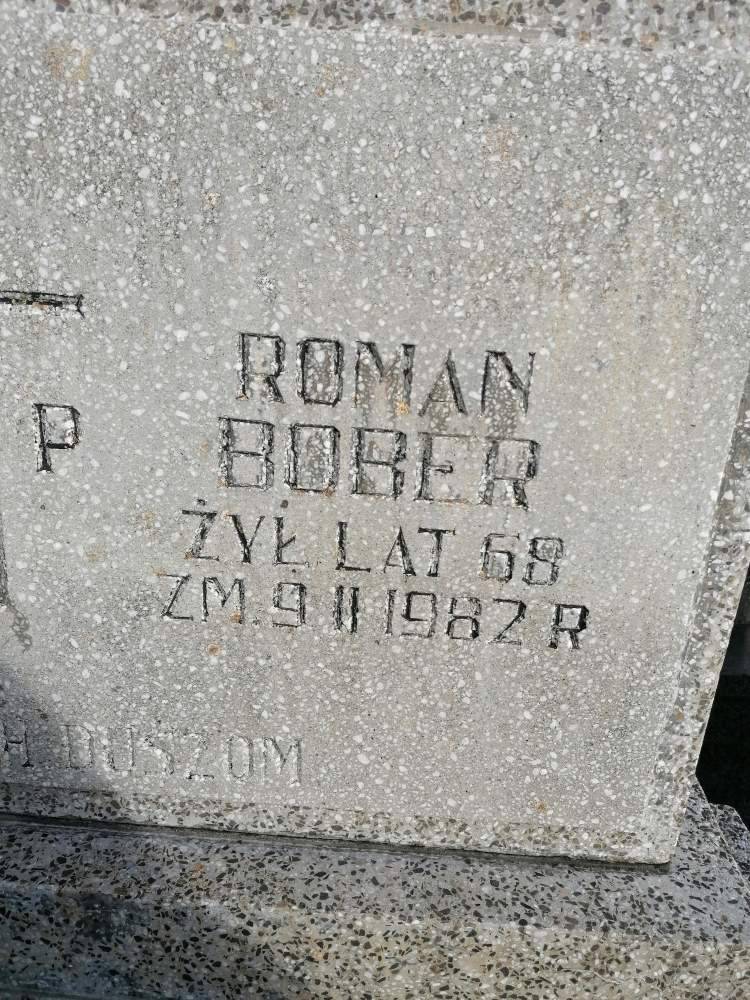 P
ROMAN
BOBER
ŻYŁ LAT 68
ZM. 9 II 1982 R
H DUSZOM